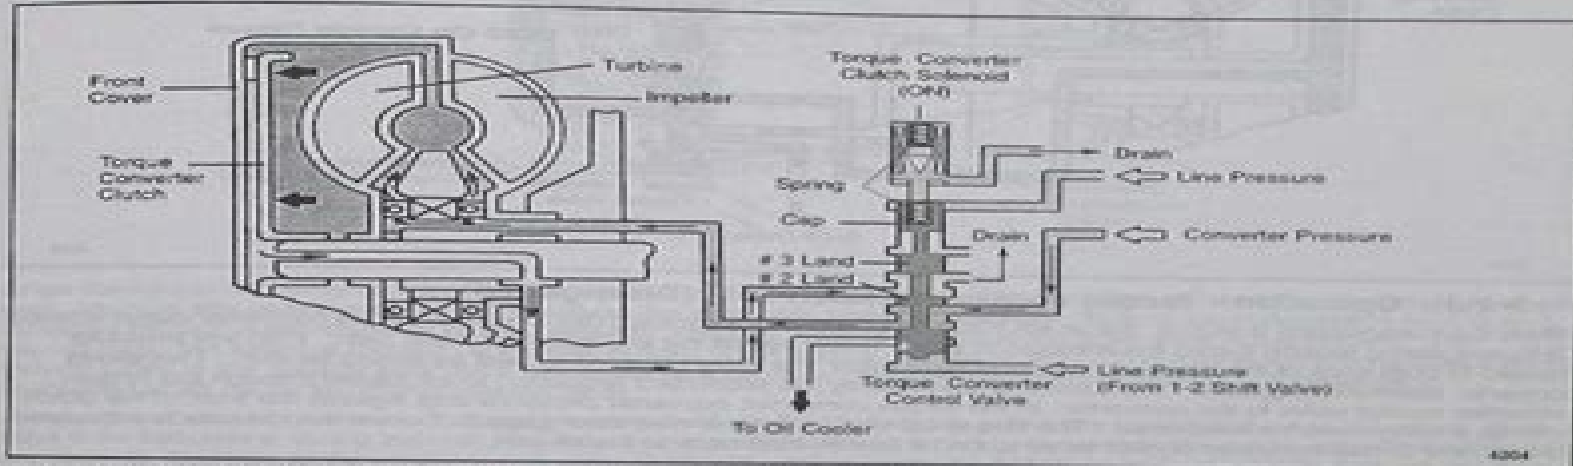 Front
Cover
Torque
Converter
Clutch
Turbine
Impeller
Torque Converter
Clutch Solenoid
(ON)
Spring
Cap
# 3 Land
# 2 Land
Drain
Line Pressure
Drain
Converter Pressure
Line Pressure
(From 1-2 Shift Valve)
Torque Converter
Control Valve
To Oil Cooler